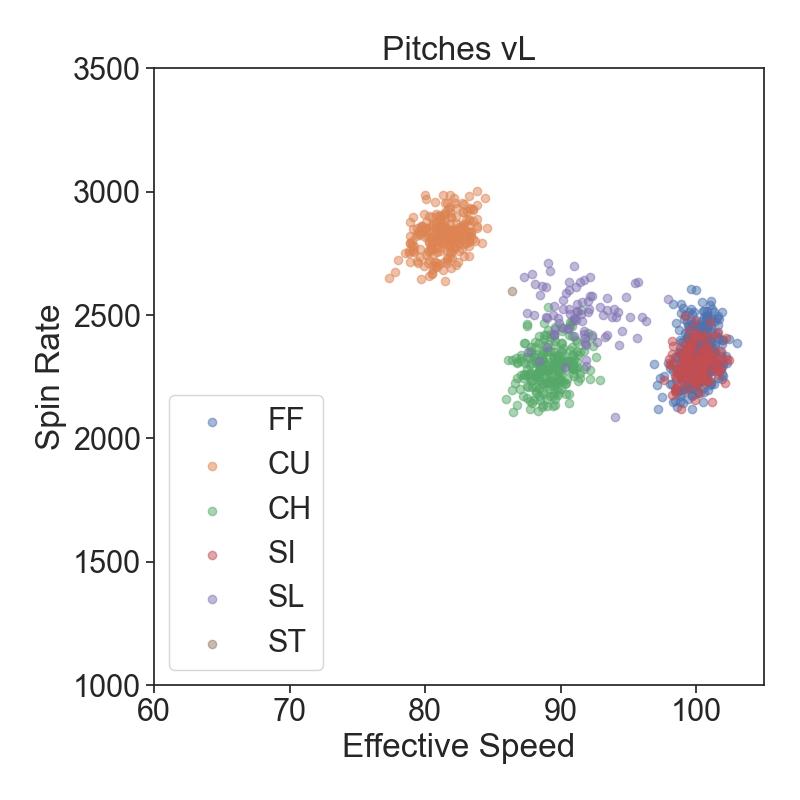 Pitches vL
3500
3000
2500
2000
1500
1000
Spin Rate
FF
CU
CH
SI
SL
ST
60 70 80 90 100
Effective Speed